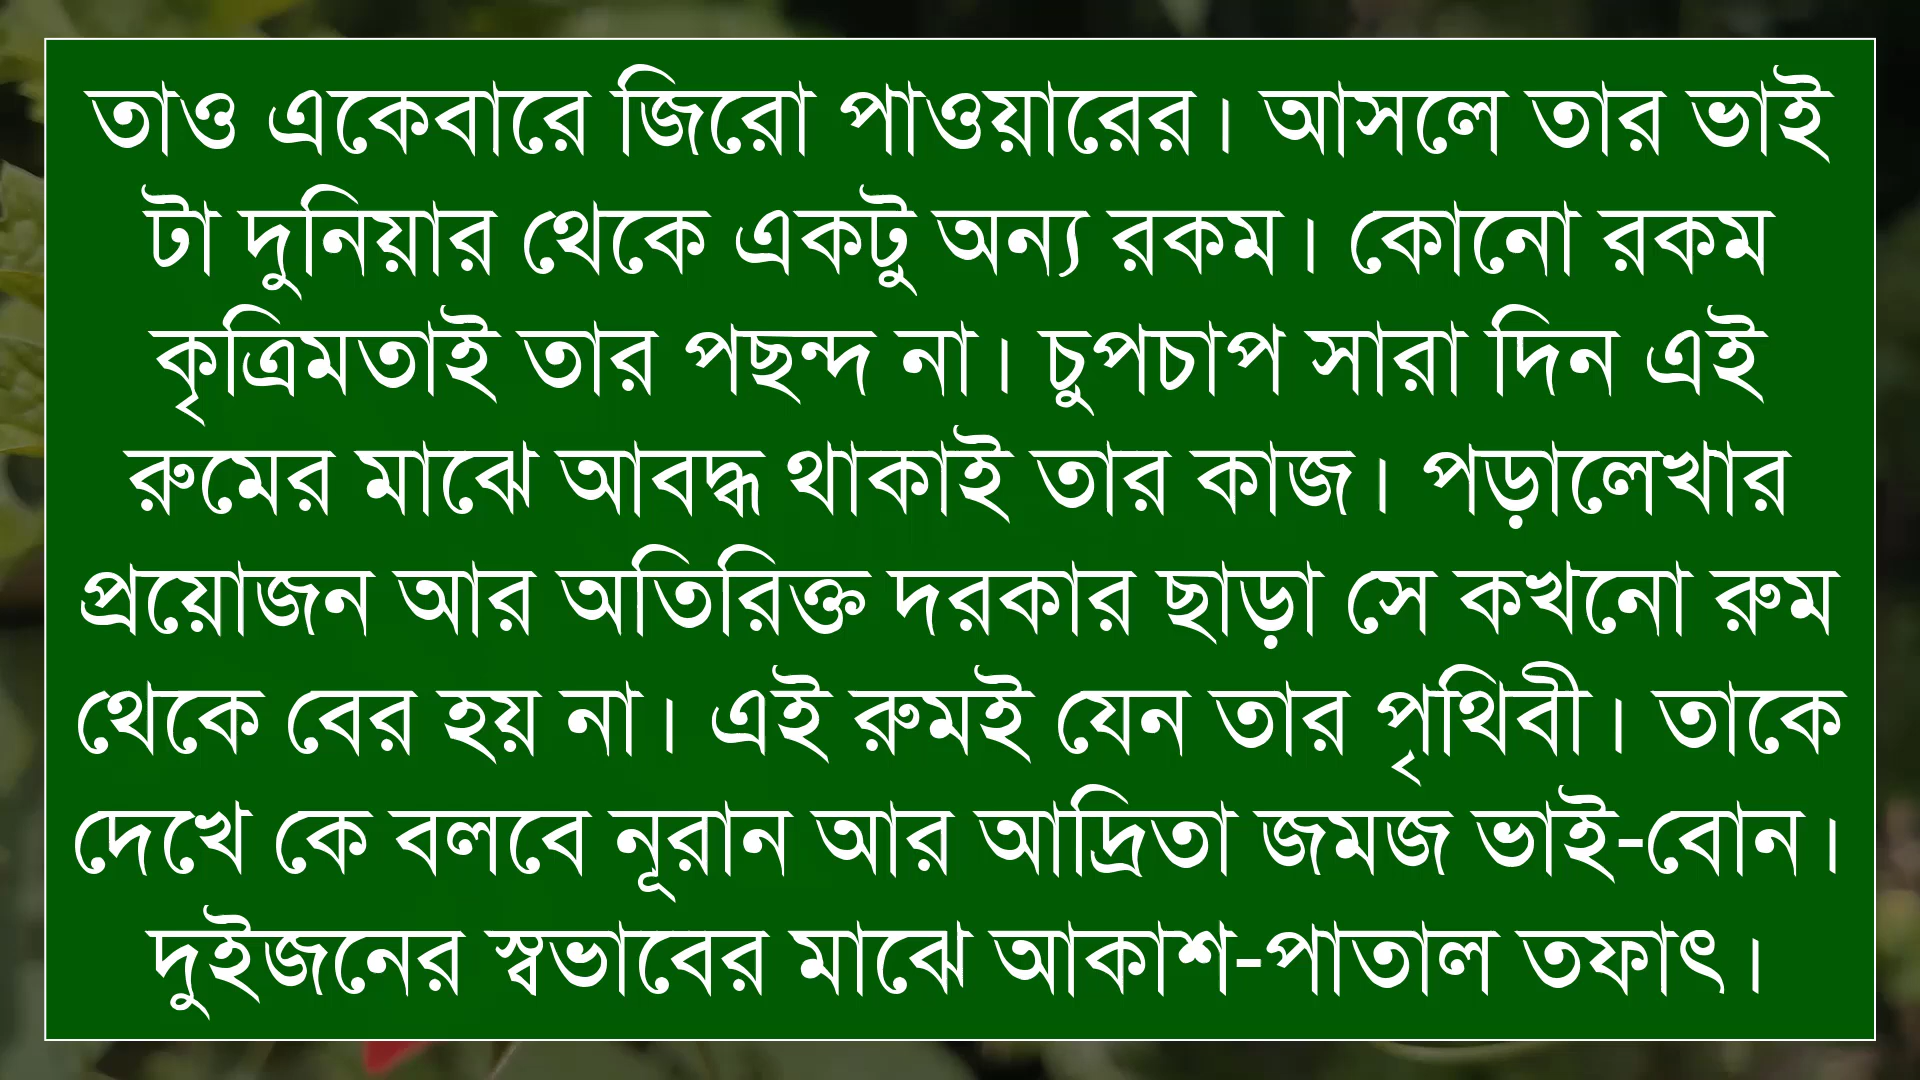 তাও একেবারে জিরো পাওয়ারের। আসলে তার ভাই
টা দুনিয়ার থেকে একটু অন্য রকম। কোনো রকম
কৃত্রিমতাই তার পছন্দ না। চুপচাপ সারা দিন এই
রুমের মাঝে আবদ্ধ থাকাই তার কাজ। পড়ালেখার
প্রয়োজন আর অতিরিক্ত দরকার ছাড়া সে কখনো রুম
থেকে বের হয় না। এই রুমই যেন তার পৃথিবী। তাকে
দেখে কে বলবে নূরান আর আদ্রিতা জমজ ভাই-বোন।
দুইজনের স্বভাবের মাঝে আকাশ-পাতাল তফাৎ।